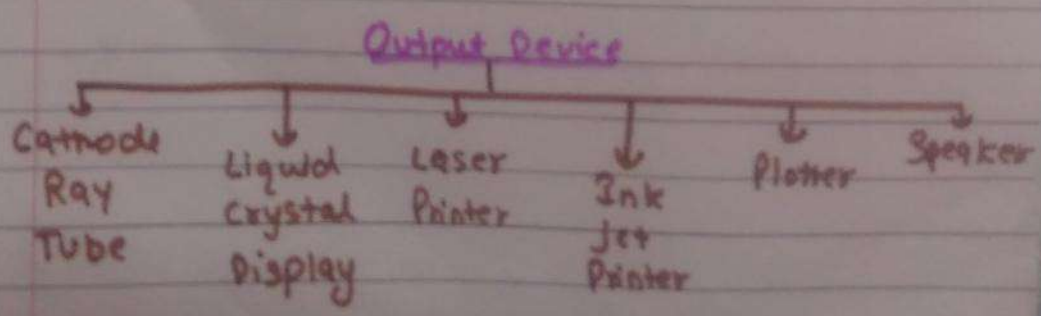 Output Device
Cathode
Ray
Tube
Liquid
Crystal
Display
Laser
Printer
Ink
Jet
Printer
Plotter
Speaker